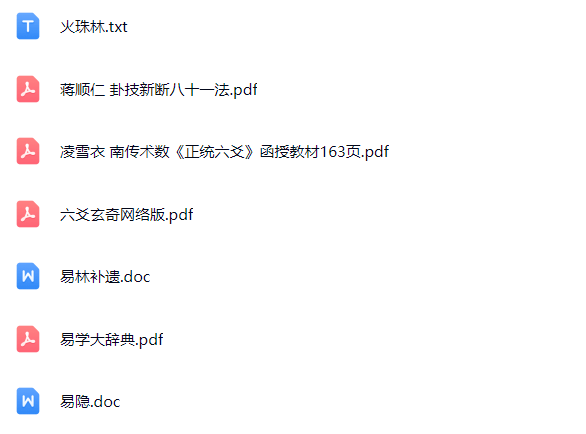 火珠林.txt
蒋顺仁 卦技新断八十一法.pdf
凌雪衣 南传术数《正统六爻》函授教材163页.pdf
六爻玄奇网络版.pdf
易林补遗.doc
易学大辞典.pdf
易隐.doc